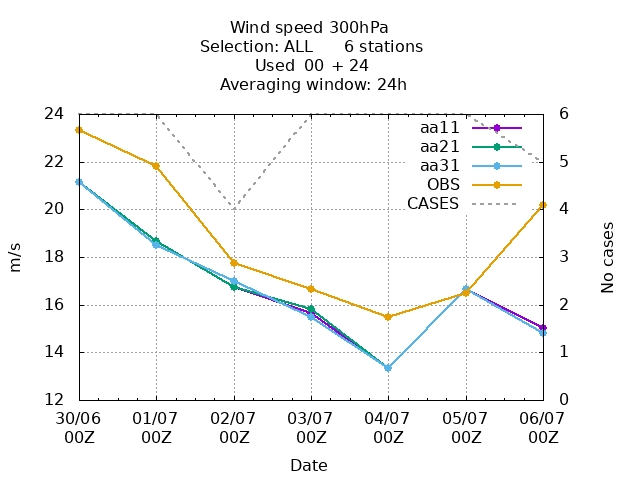 Wind speed 300hPa
Selection: ALL      6 stations
Used  00  + 24
Averaging window: 24h
24
22
20
18
16
14
12
m/s
6
5
4
3
2
1
0
No cases
aa11
aa21
aa31
OBS
CASES
30/06 01/07 02/07 03/07 04/07 05/07 06/07
00Z 00Z 00Z 00Z 00Z 00Z 00Z
Date